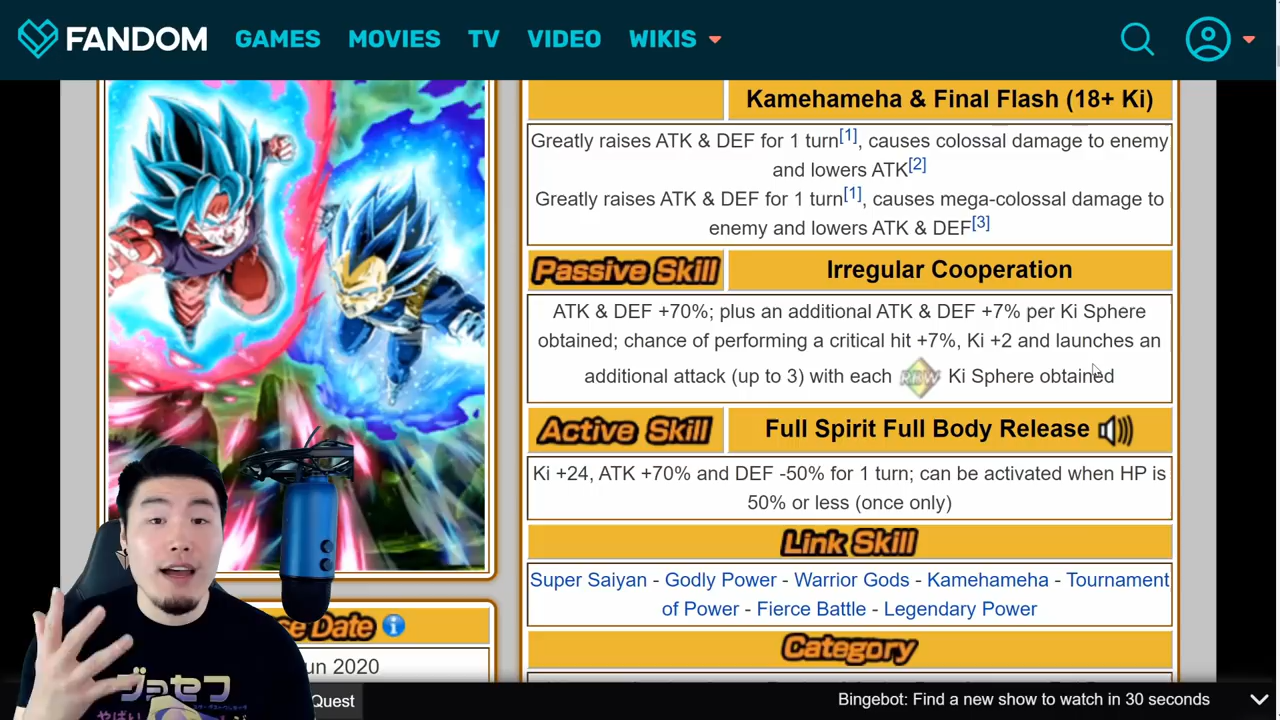 FANDOM GAMES MOVIES TV VIDEO WIKIS
Kamehameha & Final Flash (18+ Ki)
Greatly raises ATK & DEF for 1 turn[1], causes colossal damage to enemy
and lowers ATK[2]
Greatly raises ATK & DEF for 1 turn[1], causes mega-colossal damage to
enemy and lowers ATK & DEF[3]
Passive Skill
Irregular Cooperation
ATK & DEF +70%; plus an additional ATK & DEF +7% per Ki Sphere
obtained; chance of performing a critical hit +7%, Ki +2 and launches an
additional attack (up to 3) with each RBW Ki Sphere obtained
Active Skill
Full Spirit Full Body Release
Ki +24, ATK +70% and DEF -50% for 1 turn; can be activated when HP is
50% or less (once only)
Link Skill
Super Saiyan - Godly Power - Warrior Gods - Kamehameha - Tournament
of Power - Fierce Battle - Legendary Power
Category
Date
un 2020
ブョセフ
Quest
Bingebot: Find a new show to watch in 30 seconds